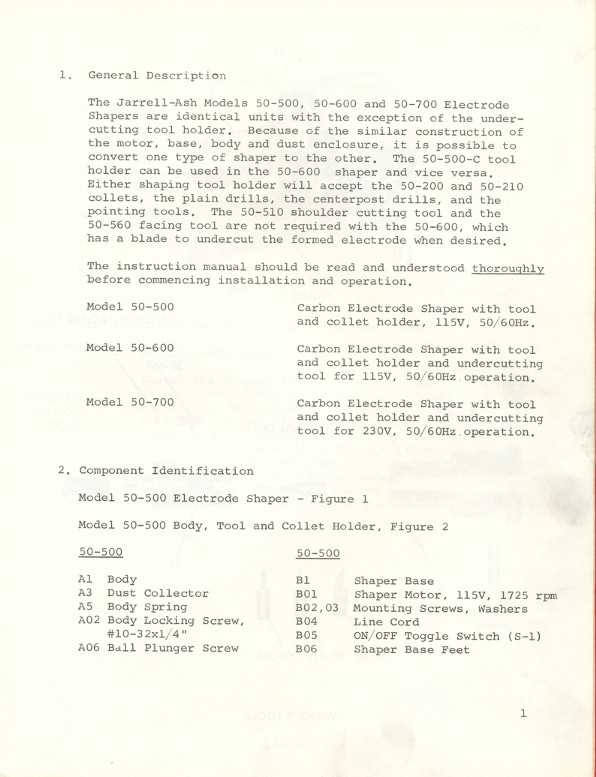 1. General Description
The Jarrell-Ash Models 50-500, 50-600 and 50-700 Electrode
Shapers are identical units with the exception of the under-
cutting tool holder. Because of the similar construction of
the motor, base, body and dust enclosure, it is possible to
convert one type of shaper to the other. The 50-500-C tool
holder can be used in the 50-600 shaper and vice versa.
Either shaping tool holder will accept the 50-200 and 50-210
collets, the plain drills, the centerpost drills, and the
pointing tools. The 50-510 shoulder cutting tool and the
50-560 facing tool are not required with the 50-600, which
has a blade to undercut the formed electrode when desired.
The instruction manual should be read and understood thoroughly
before commencing installation and operation.
Model 50-500 Carbon Electrode Shaper with tool
and collet holder, 115V, 50/60Hz.
Model 50-600 Carbon Electrode Shaper with tool
and collet holder and undercutting
tool for 115V, 50/60Hz operation.
Model 50-700 Carbon Electrode Shaper with tool
and collet holder and undercutting
tool for 230V, 50/60Hz operation.
2. Component Identification
Model 50-500 Electrode Shaper - Figure 1
Model 50-500 Body, Tool and Collet Holder, Figure 2
50-500 50-500
A1 Body B1 Shaper Base
A3 Dust Collector B01 Shaper Motor, 115V, 1725 rpm
A5 Body Spring B02,03 Mounting Screws, Washers
A02 Body Locking Screw, B04 Line Cord
#10-32x1/4" B05 ON/OFF Toggle Switch (S-1)
A06 Ball Plunger Screw B06 Shaper Base Feet
1